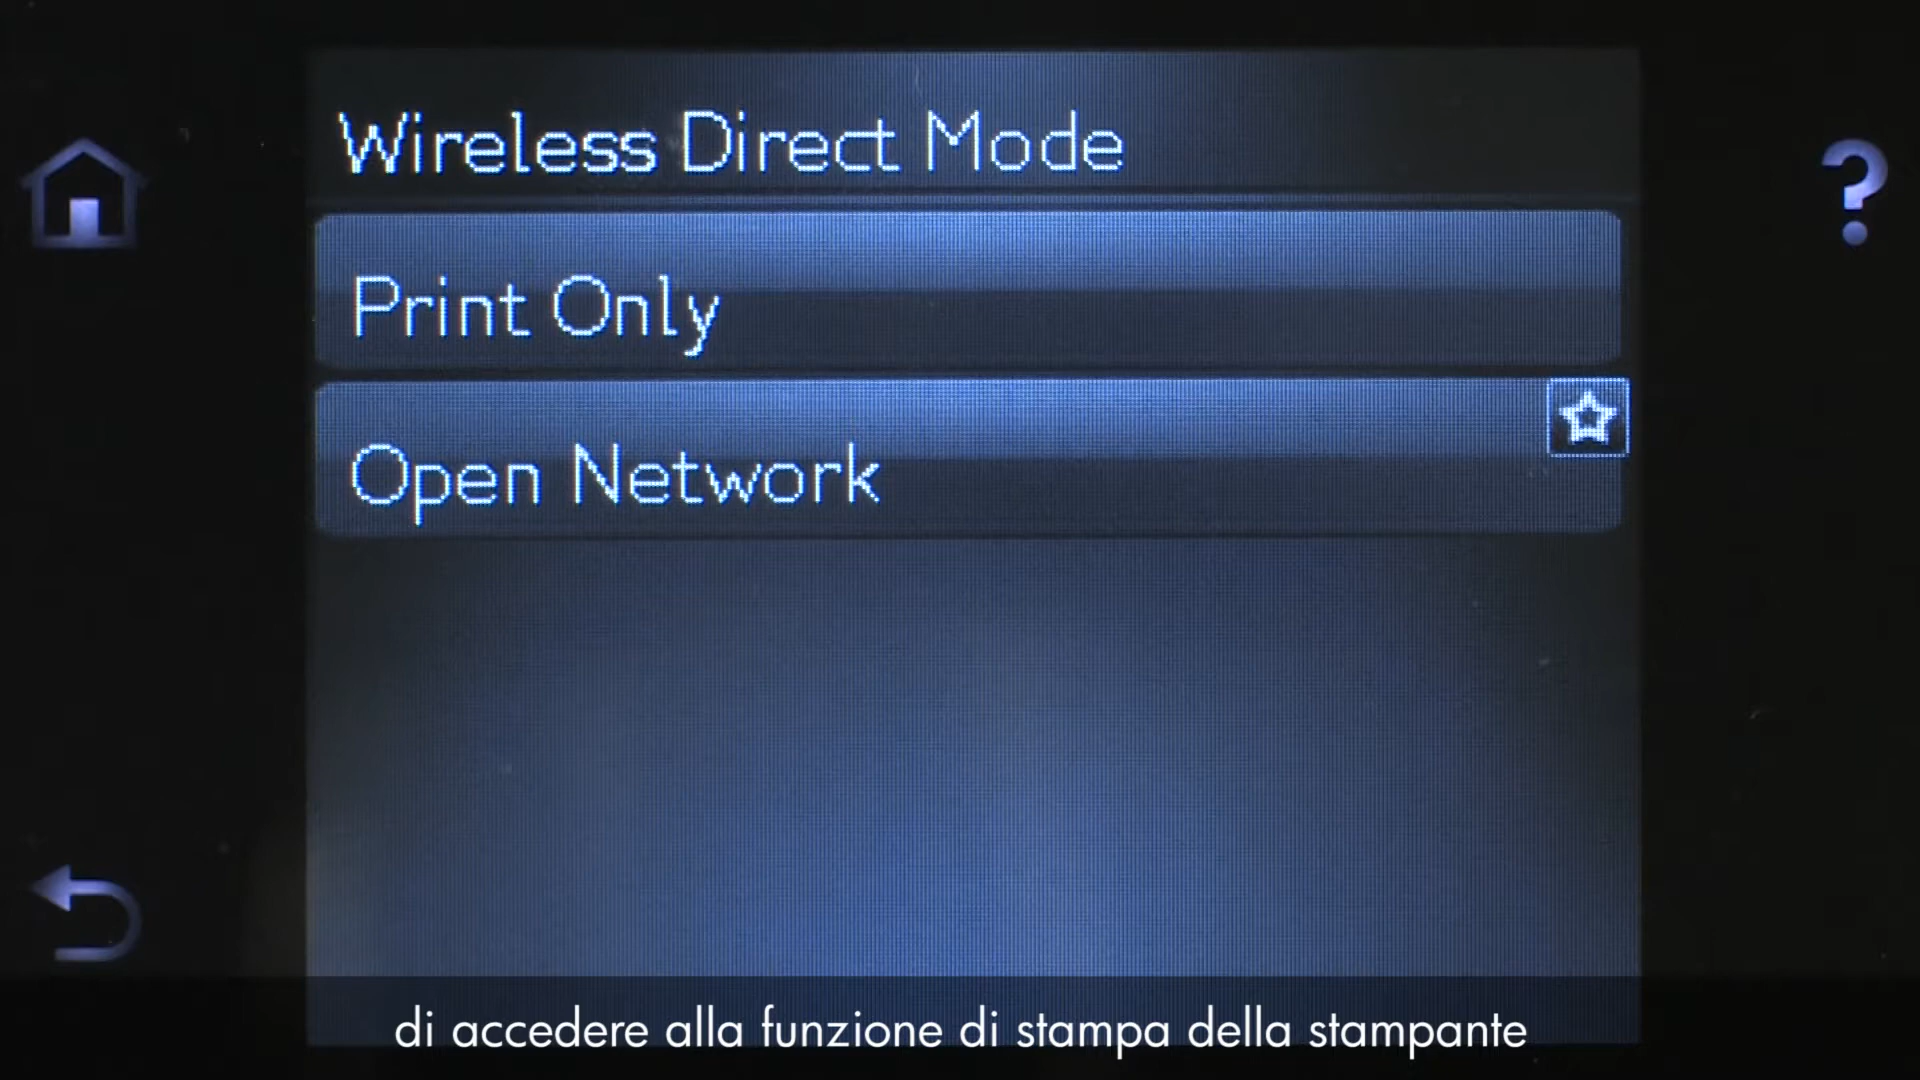 Wireless Direct Mode
Print Only
Open Network
di accedere alla funzione di stampa della stampante